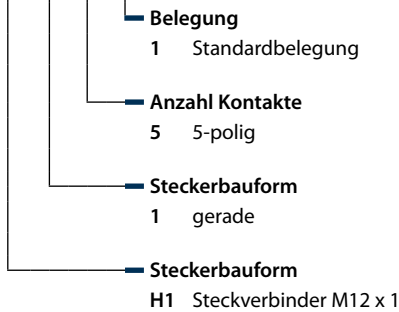 Belegung
1 Standardbelegung
Anzahl Kontakte
5 5-polig
Steckerbauform
1 gerade
Steckerbauform
H1 Steckverbinder M12 x 1